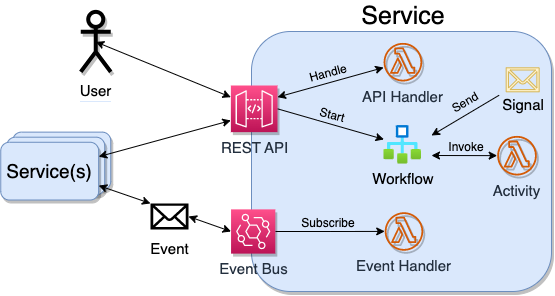 Service
User
Handle
API Handler
Send
Signal
Start
REST API
Service(s)
Workflow
Invoke
Activity
Event
Event Bus
Subscribe
Event Handler